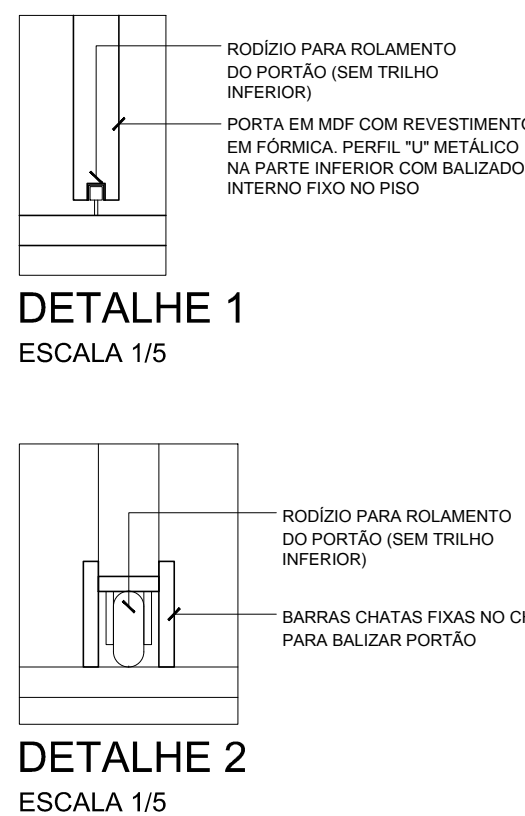 RODÍZIO PARA ROLAMENTO
DO PORTÃO (SEM TRILHO
INFERIOR)
PORTA EM MDF COM REVESTIMENTO
EM FÓRMICA. PERFIL "U" METÁLICO
NA PARTE INFERIOR COM BALIZADO
INTERNO FIXO NO PISO
DETALHE 1
ESCALA 1/5
RODÍZIO PARA ROLAMENTO
DO PORTÃO (SEM TRILHO
INFERIOR)
BARRAS CHATAS FIXAS NO
PARA BALIZAR PORTÃO
DETALHE 2
ESCALA 1/5